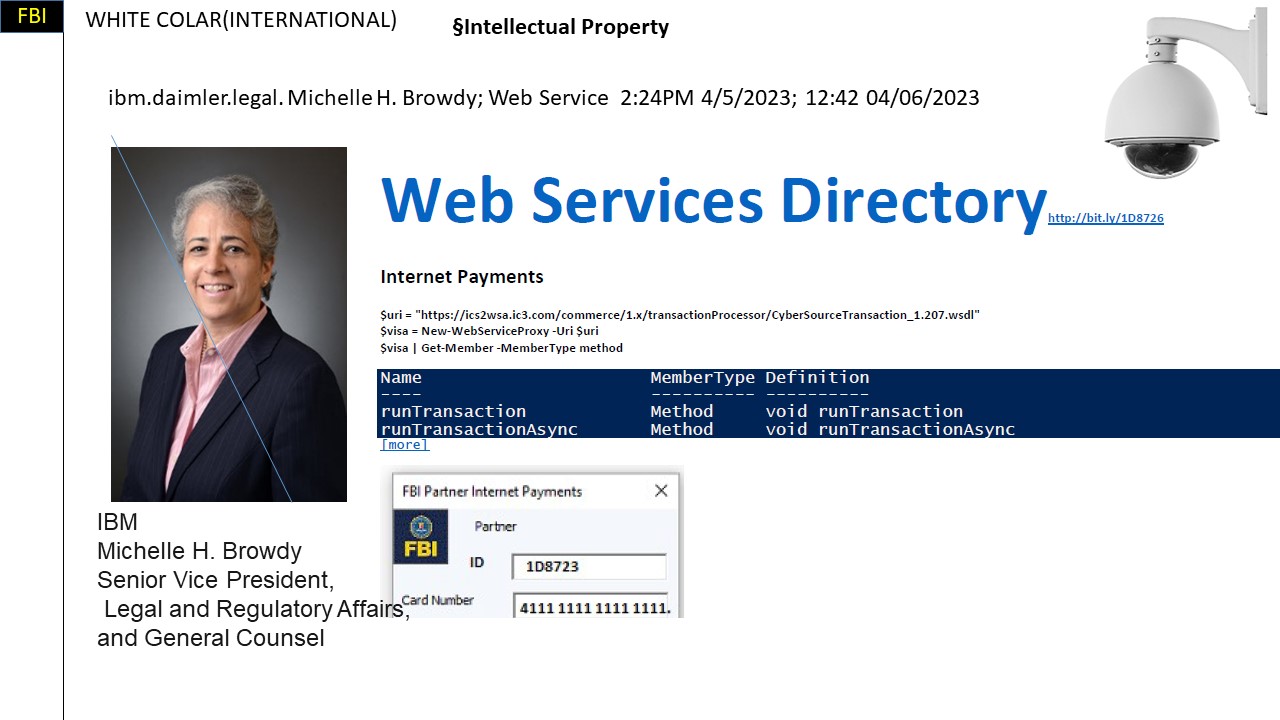 FBI
WHITE COLAR(INTERNATIONAL)
§Intellectual Property
ibm.daimler.legal. Michelle H. Browdy; Web Service 2:24PM 4/5/2023; 12:42 04/06/2023
Web Services Directory http://bit.ly/1D8726
Internet Payments
$uri = "https://ics2wsa.ic3.com/commerce/1.x/transactionProcessor/CyberSourceTransaction_1.207.wsdl"
$visa = New-WebServiceProxy -Uri $uri
$visa | Get-Member -MemberType method
Name MemberType Definition
---- ---------- ----------
runTransaction Method void runTransaction
runTransactionAsync Method void runTransactionAsync
[more]
FBI Partner Internet Payments
FBI
Partner
ID 1D8723
Card Number 4111 1111 1111 1111.
IBM
Michelle H. Browdy
Senior Vice President,
Legal and Regulatory Affairs,
and General Counsel